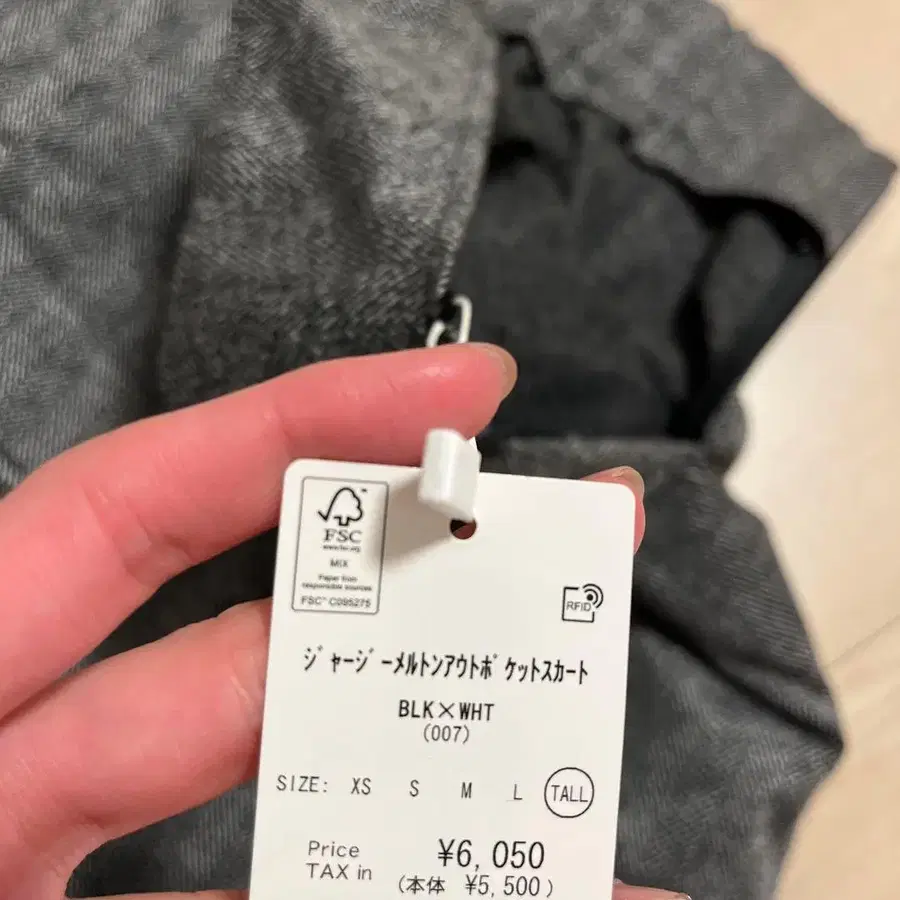 FSC
www.fsc.org
MIX
Paper from
responsible sources
FSC™ C095275
RFID
ジャージーメルトンアウトポケットスカート
BLK×WHT
(007)
SIZE: XS S M L TALL
Price ¥6,050
TAX in (本体 ¥5,500)